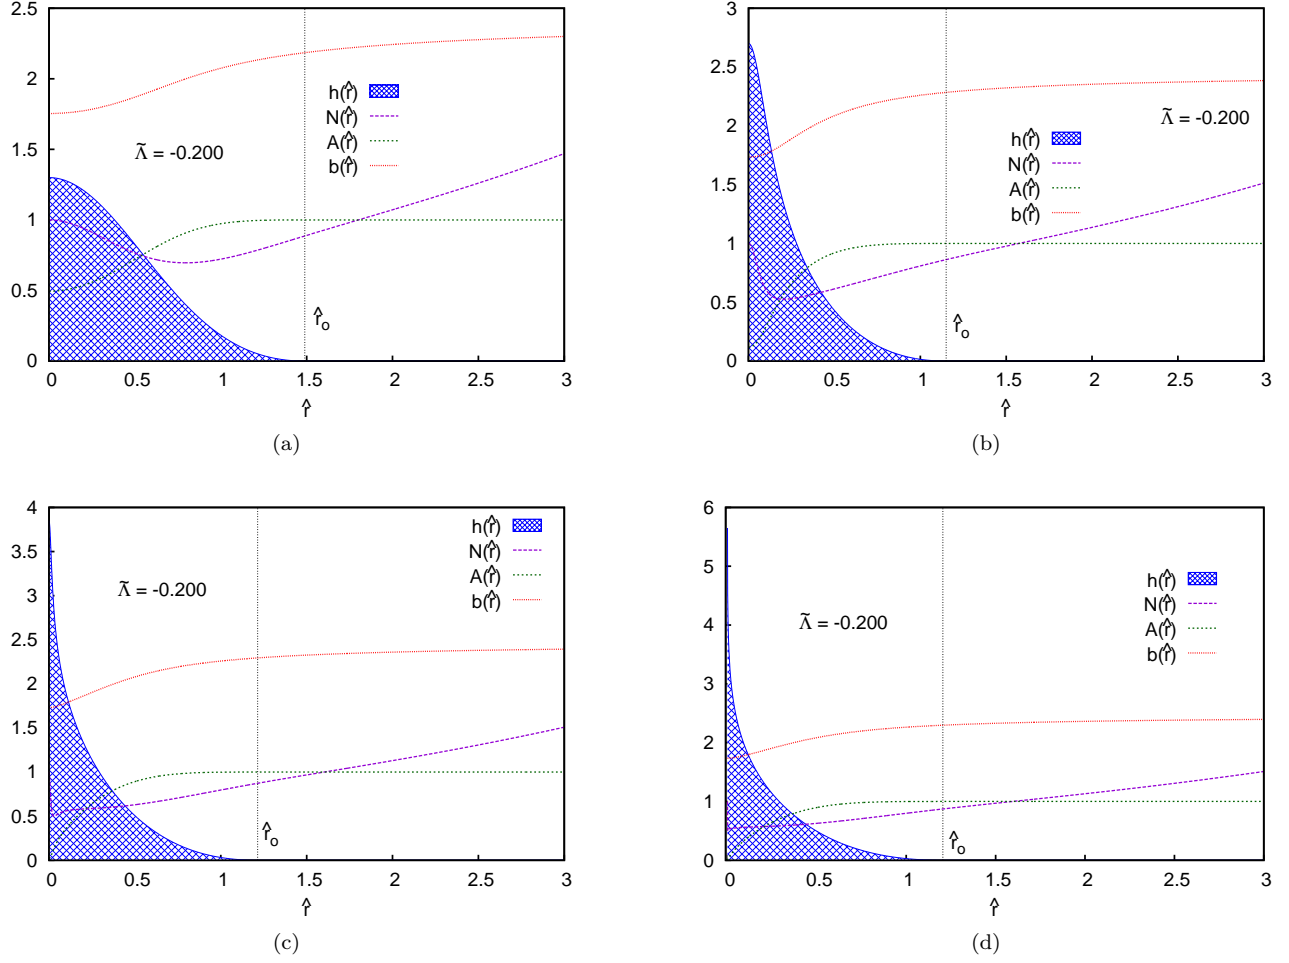 2.5
2
1.5
1
0.5
0
h(r̂)
N(r̂)
A(r̂)
b(r̂)
Λ̃ = -0.200
r̂o
0 0.5 1 1.5 2 2.5 3
r̂
(a)
3
2.5
2
1.5
1
0.5
0
Λ̃ = -0.200
h(r̂)
N(r̂)
A(r̂)
b(r̂)
r̂o
0 0.5 1 1.5 2 2.5 3
r̂
(b)
4
3.5
3
2.5
2
1.5
1
0.5
0
h(r̂)
N(r̂)
A(r̂)
b(r̂)
Λ̃ = -0.200
r̂o
0 0.5 1 1.5 2 2.5 3
r̂
(c)
6
5
4
3
2
1
0
h(r̂)
N(r̂)
A(r̂)
b(r̂)
Λ̃ = -0.200
r̂o
0 0.5 1 1.5 2 2.5 3
r̂
(d)